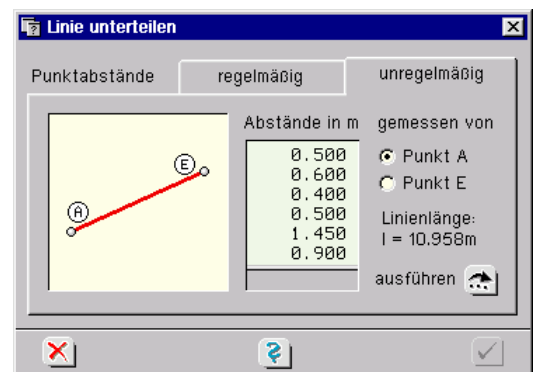 Linie unterteilen
Punktabstände
regelmäßig
unregelmäßig
Abstände in m
gemessen von
0.500
0.600
0.400
0.500
1.450
0.900
Punkt A
Punkt E
Linienlänge:
l = 10.958m
ausführen
E
A